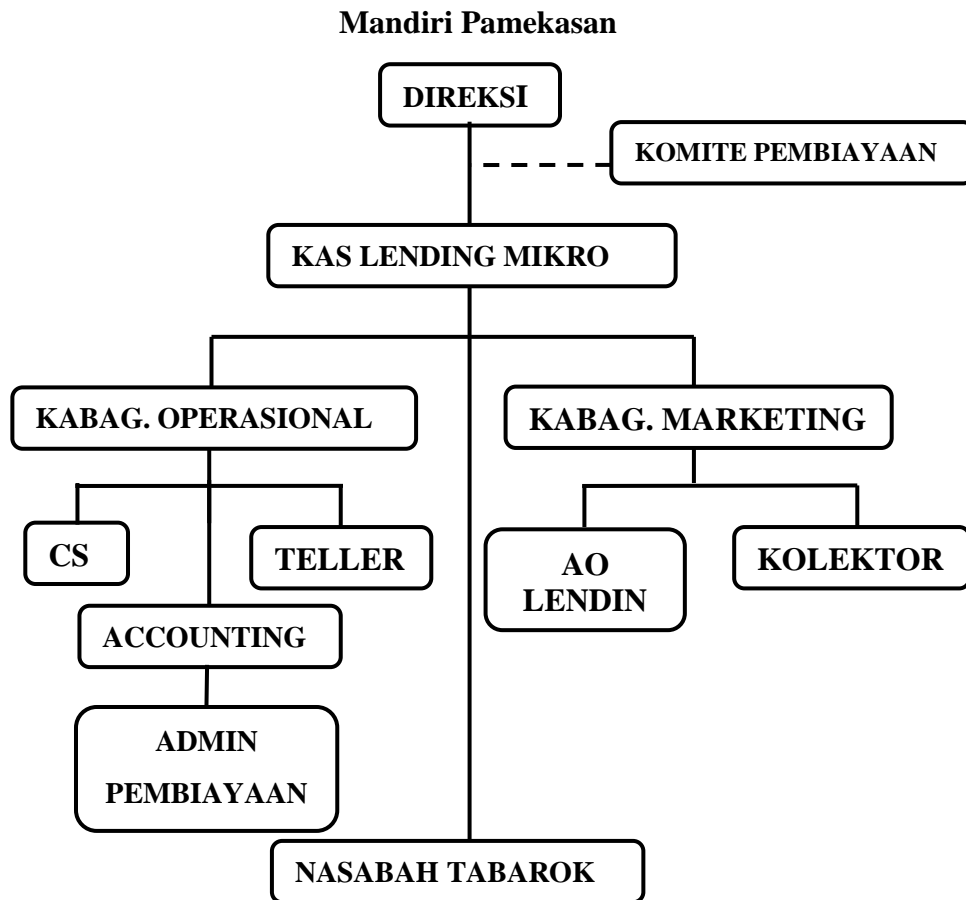 Mandiri Pamekasan
DIREKSI
KOMITE PEMBIAYAAN
KAS LENDING MIKRO
KABAG. OPERASIONAL
KABAG. MARKETING
CS
TELLER
AO
LENDIN
KOLEKTOR
ACCOUNTING
ADMIN
PEMBIAYAAN
NASABAH TABAROK